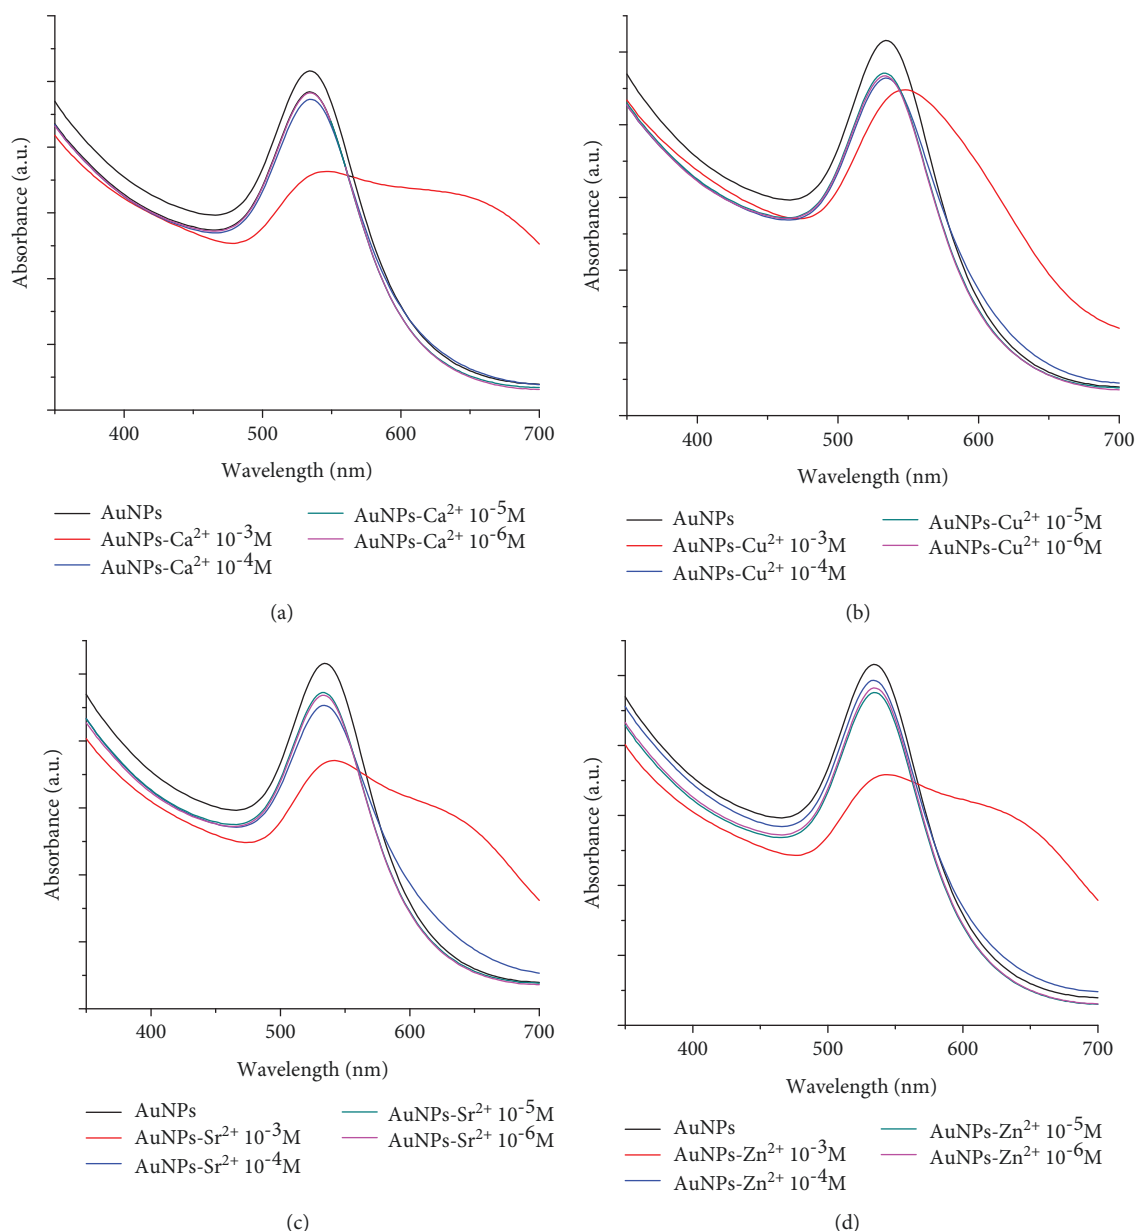 Absorbance (a.u.)
400 500 600 700
Wavelength (nm)
AuNPs
AuNPs-Ca²⁺ 10⁻³M
AuNPs-Ca²⁺ 10⁻⁴M
AuNPs-Ca²⁺ 10⁻⁵M
AuNPs-Ca²⁺ 10⁻⁶M
(a)
Absorbance (a.u.)
400 500 600 700
Wavelength (nm)
AuNPs
AuNPs-Cu²⁺ 10⁻³M
AuNPs-Cu²⁺ 10⁻⁴M
AuNPs-Cu²⁺ 10⁻⁵M
AuNPs-Cu²⁺ 10⁻⁶M
(b)
Absorbance (a.u.)
400 500 600 700
Wavelength (nm)
AuNPs
AuNPs-Sr²⁺ 10⁻³M
AuNPs-Sr²⁺ 10⁻⁴M
AuNPs-Sr²⁺ 10⁻⁵M
AuNPs-Sr²⁺ 10⁻⁶M
(c)
Absorbance (a.u.)
400 500 600 700
Wavelength (nm)
AuNPs
AuNPs-Zn²⁺ 10⁻³M
AuNPs-Zn²⁺ 10⁻⁴M
AuNPs-Zn²⁺ 10⁻⁵M
AuNPs-Zn²⁺ 10⁻⁶M
(d)